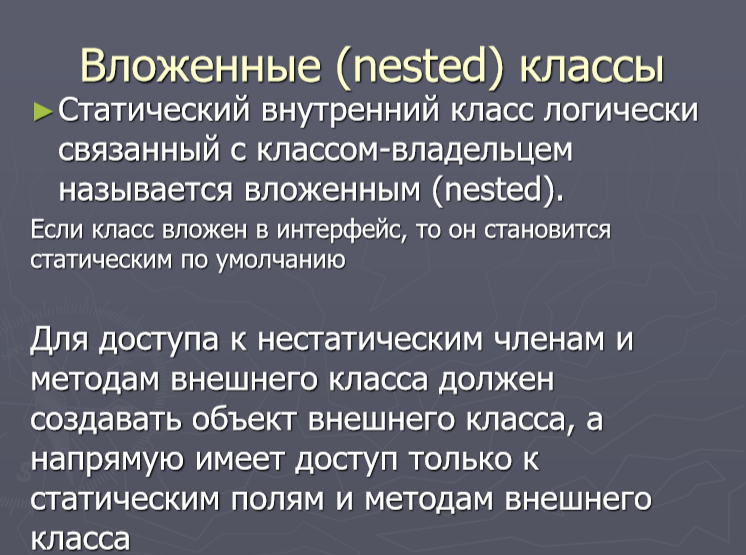 Вложенные (nested) классы
Статический внутренний класс логически
связанный с классом-владельцем
называется вложенным (nested).
Если класс вложен в интерфейс, то он становится
статическим по умолчанию
Для доступа к нестатическим членам и
методам внешнего класса должен
создавать объект внешнего класса, а
напрямую имеет доступ только к
статическим полям и методам внешнего
класса